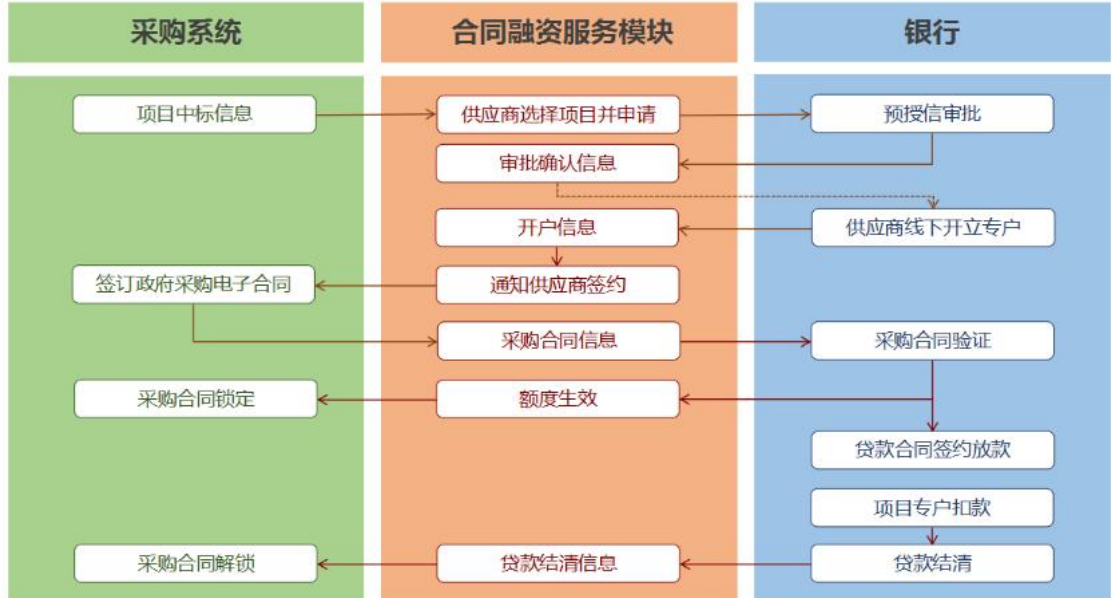 采购系统
合同融资服务模块
银行
项目中标信息
供应商选择项目并申请
预授信审批
审批确认信息
开户信息
供应商线下开立专户
签订政府采购电子合同
通知供应商签约
采购合同信息
采购合同验证
采购合同锁定
额度生效
贷款合同签约放款
项目专户扣款
采购合同解锁
贷款结清信息
贷款结清